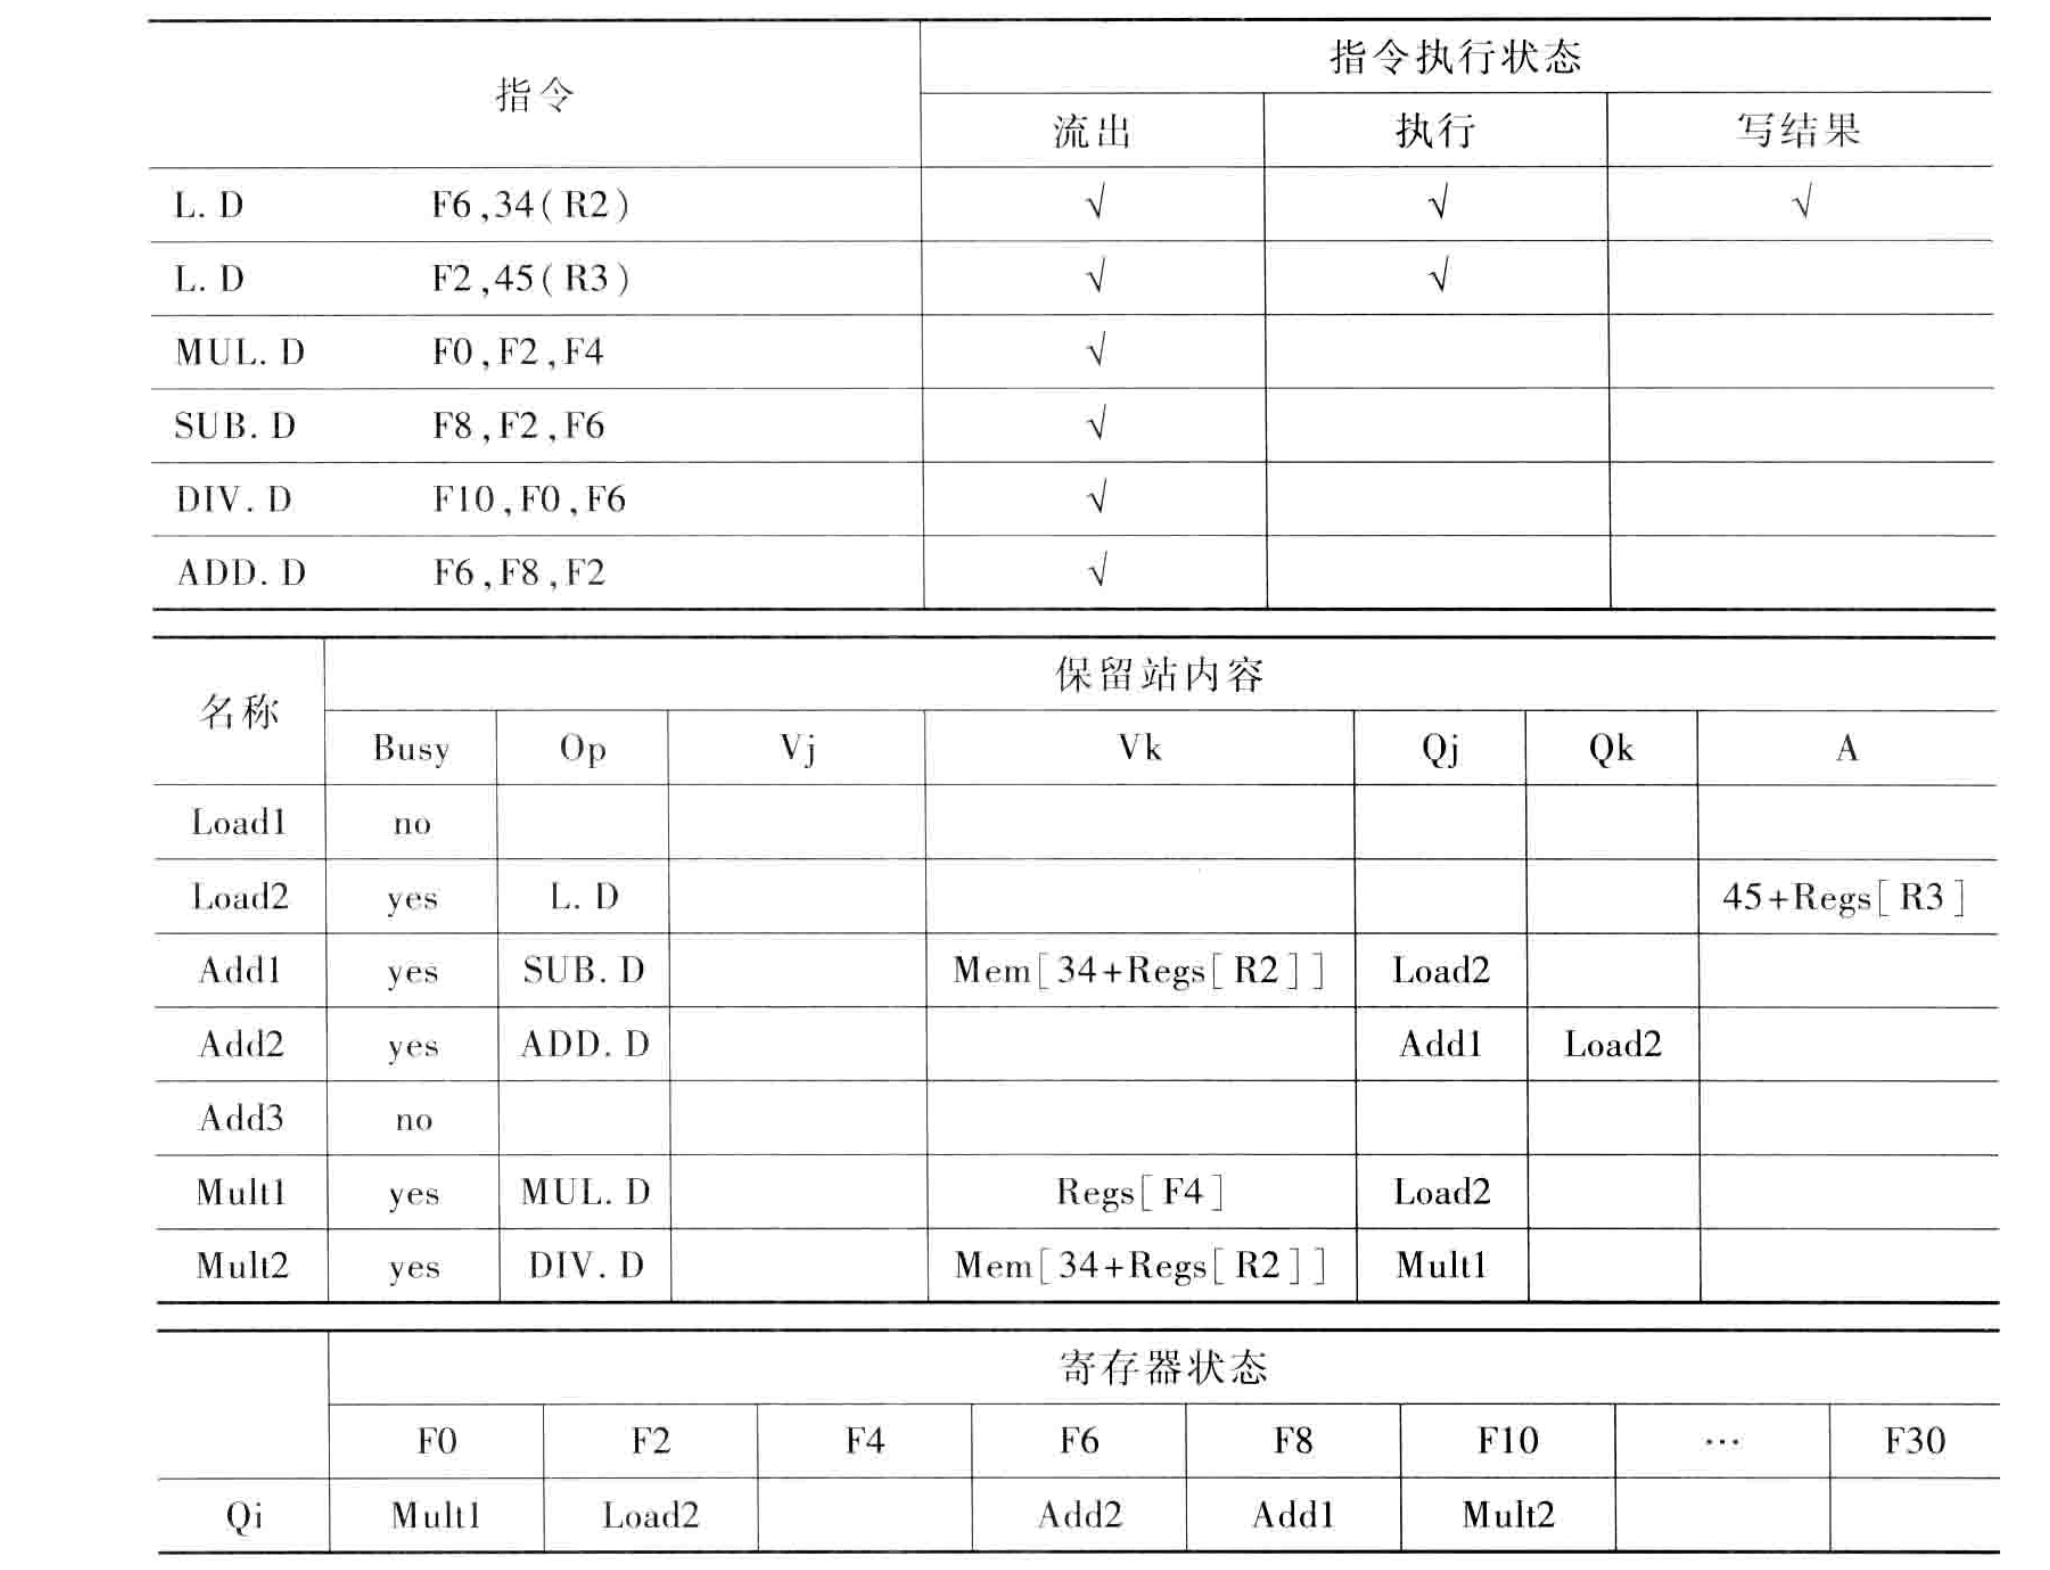 指令 指令执行状态
流出 执行 写结果
L. D F6,34( R2) √ √ √
L. D F2,45( R3) √ √
MUL. D F0,F2,F4 √
SUB. D F8,F2,F6 √
DIV. D F10,F0,F6 √
ADD. D F6,F8,F2 √
名称 保留站内容
Busy Op Vj Vk Qj Qk A
Load1 no
Load2 yes L. D 45+Regs[ R3]
Add1 yes SUB. D Mem[34+Regs[ R2]] Load2
Add2 yes ADD. D Add1 Load2
Add3 no
Mult1 yes MUL. D Regs[ F4] Load2
Mult2 yes DIV. D Mem[34+Regs[ R2]] Mult1
寄存器状态
F0 F2 F4 F6 F8 F10 … F30
Qi Mult1 Load2 Add2 Add1 Mult2